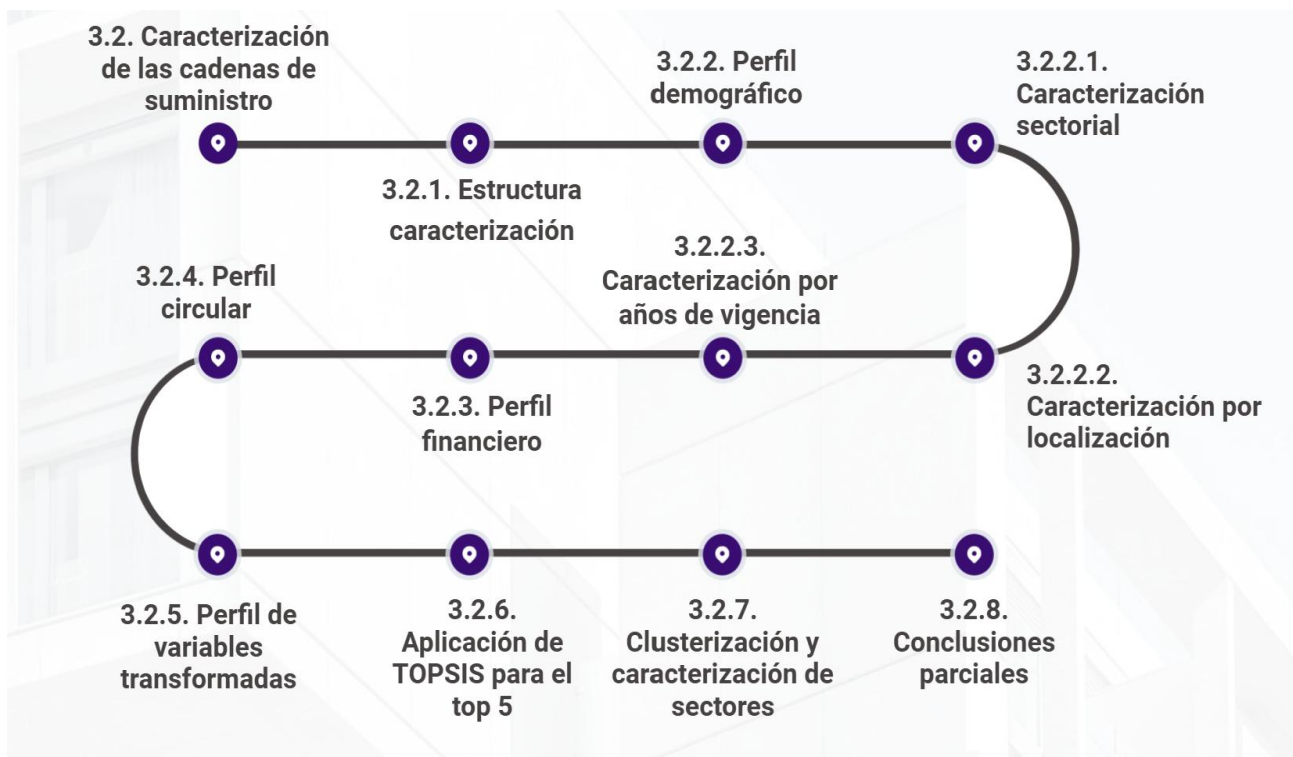 3.2. Caracterización
de las cadenas de
suministro
3.2.1. Estructura
caracterización
3.2.2. Perfil
demográfico
3.2.2.1.
Caracterización
sectorial
3.2.2.2.
Caracterización por
localización
3.2.2.3.
Caracterización por
años de vigencia
3.2.3. Perfil
financiero
3.2.4. Perfil
circular
3.2.5. Perfil de
variables
transformadas
3.2.6.
Aplicación de
TOPSIS para el
top 5
3.2.7.
Clusterización y
caracterización de
sectores
3.2.8.
Conclusiones
parciales